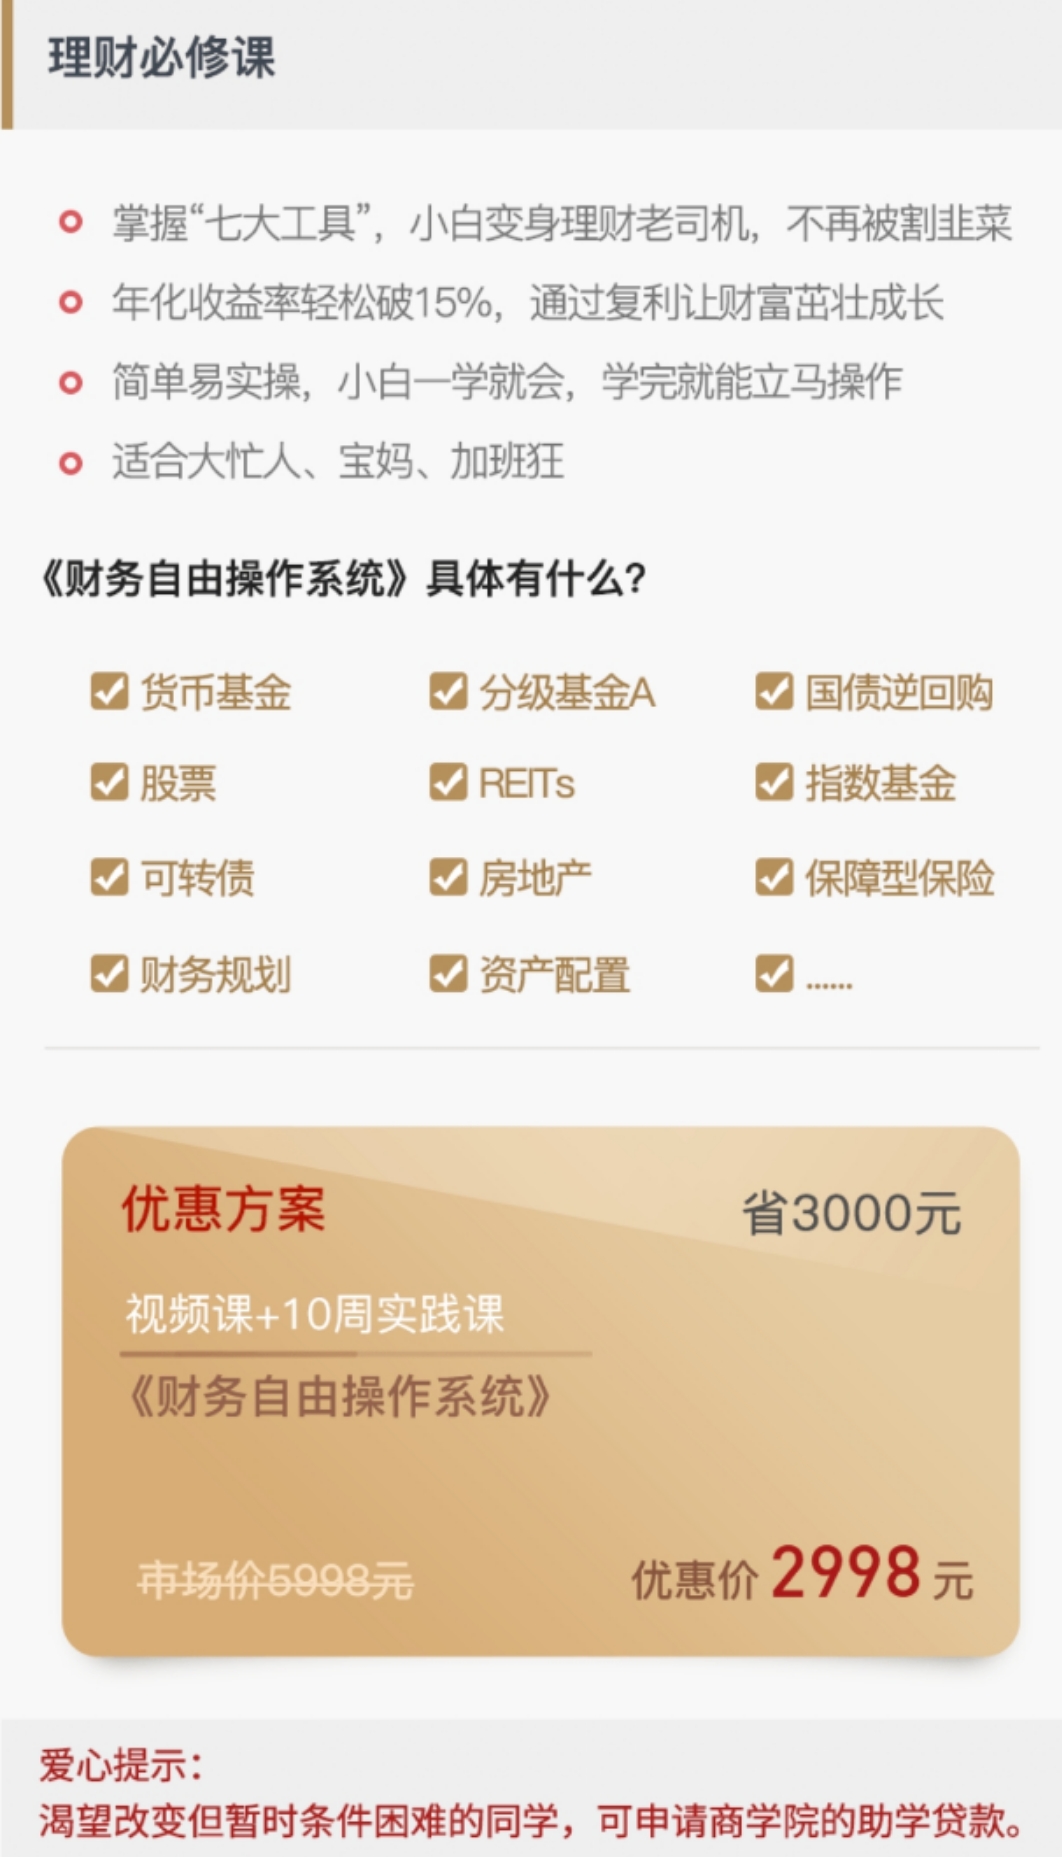 理财必修课
掌握“七大工具”，小白变身理财老司机，不再被割韭菜
年化收益率轻松破15%，通过复利让财富茁壮成长
简单易实操，小白一学就会，学完就能立马操作
适合大忙人、宝妈、加班狂
《财务自由操作系统》具体有什么?
货币基金 分级基金A 国债逆回购
股票 REITs 指数基金
可转债 房地产 保障型保险
财务规划 资产配置 ......
优惠方案 省3000元
视频课+10周实践课
《财务自由操作系统》
市场价5998元 优惠价 2998 元
爱心提示：
渴望改变但暂时条件困难的同学，可申请商学院的助学贷款。